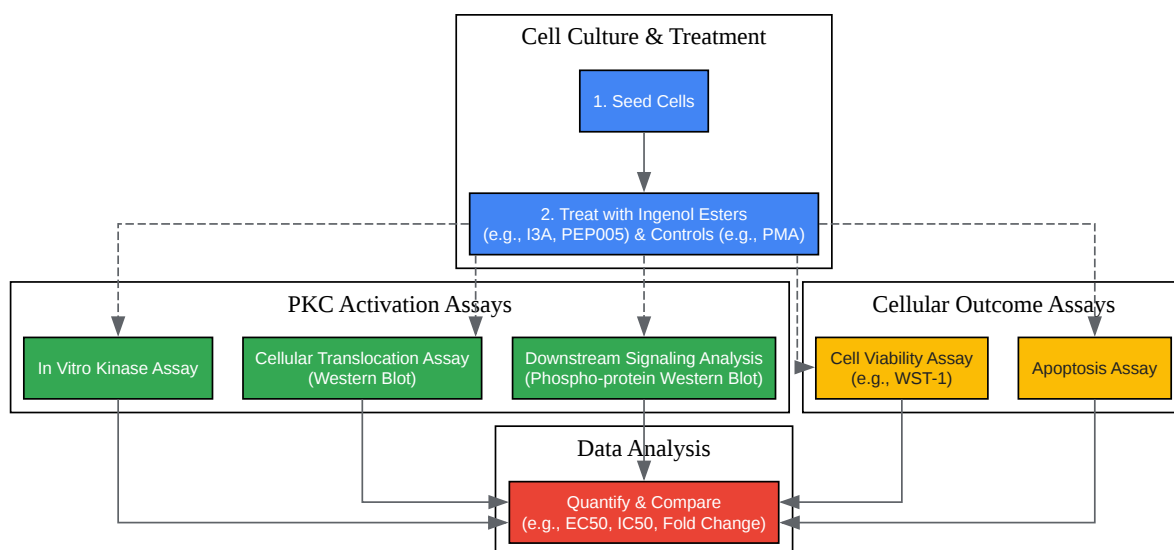 Cell Culture & Treatment
1. Seed Cells
2. Treat with Ingenol Esters
(e.g., I3A, PEP005) & Controls (e.g., PMA)
PKC Activation Assays
Cellular Outcome Assays
In Vitro Kinase Assay
Cellular Translocation Assay
(Western Blot)
Downstream Signaling Analysis
(Phospho-protein Western Blot)
Cell Viability Assay
(e.g., WST-1)
Apoptosis Assay
Data Analysis
Quantify & Compare
(e.g., EC50, IC50, Fold Change)